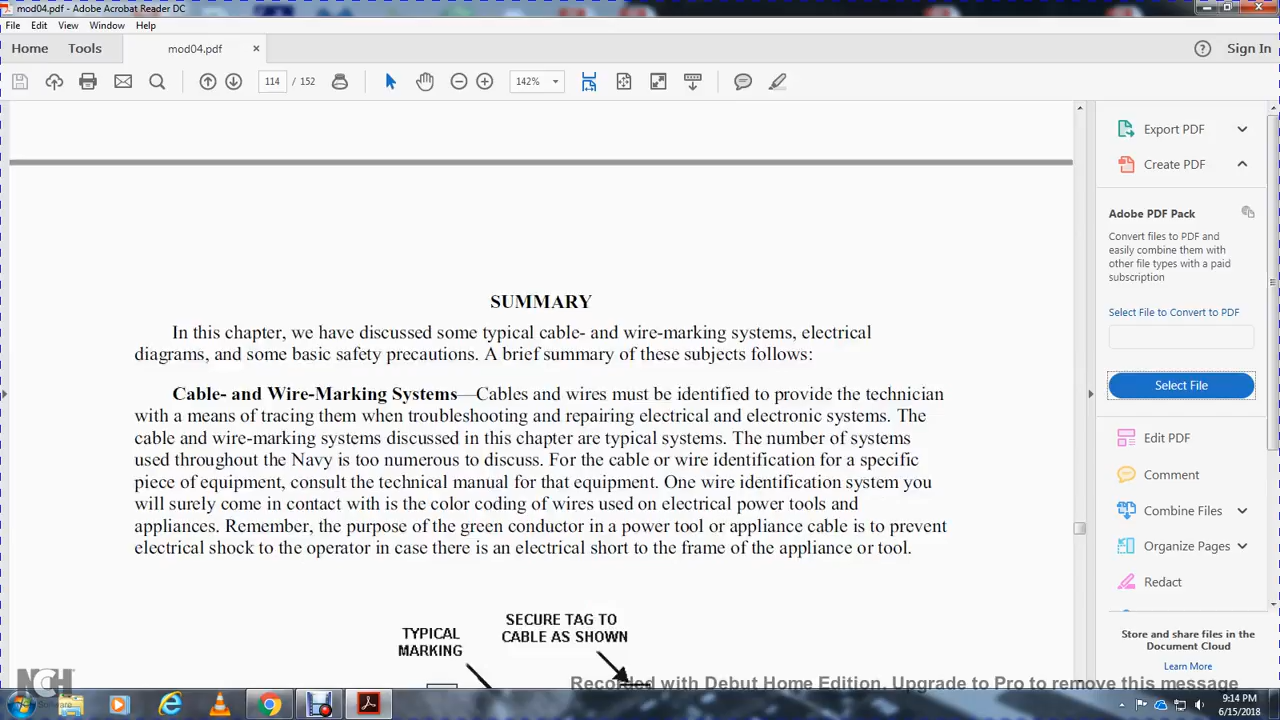 mod04.pdf - Adobe Acrobat Reader DC
File Edit View Window Help
Home Tools mod04.pdf × Sign In
114 / 152 142%
SUMMARY
In this chapter, we have discussed some typical cable- and wire-marking systems, electrical
diagrams, and some basic safety precautions. A brief summary of these subjects follows:
Cable- and Wire-Marking Systems—Cables and wires must be identified to provide the technician
with a means of tracing them when troubleshooting and repairing electrical and electronic systems. The
cable and wire-marking systems discussed in this chapter are typical systems. The number of systems
used throughout the Navy is too numerous to discuss. For the cable or wire identification for a specific
piece of equipment, consult the technical manual for that equipment. One wire identification system you
will surely come in contact with is the color coding of wires used on electrical power tools and
appliances. Remember, the purpose of the green conductor in a power tool or appliance cable is to prevent
electrical shock to the operator in case there is an electrical short to the frame of the appliance or tool.
TYPICAL
MARKING
SECURE TAG TO
CABLE AS SHOWN
Export PDF
Create PDF
Adobe PDF Pack
Convert files to PDF and
easily combine them with
other file types with a paid
subscription
Select File to Convert to PDF
Select File
Edit PDF
Comment
Combine Files
Organize Pages
Redact
Store and share files in the
Document Cloud
Learn More
NCH
Software
Recorded with Debut Home Edition. Upgrade to Pro to remove this message
9:14 PM
6/15/2018